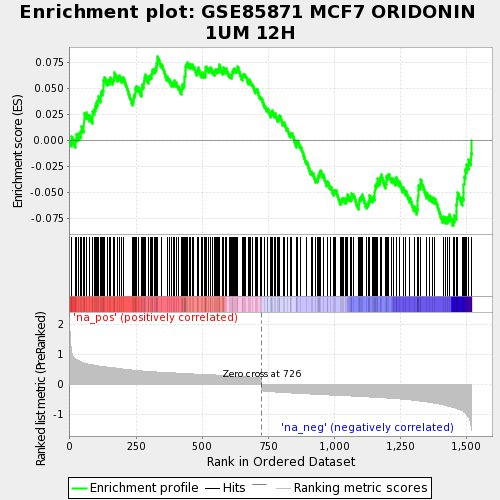 Enrichment plot: GSE85871 MCF7 ORIDONIN
1UM 12H
Enrichment score (ES)
0.075
0.050
0.025
0.000
-0.025
-0.050
-0.075
'na_pos' (positively correlated)
Ranked list metric (PreRanked)
2
1
0
-1
Zero cross at 726
'na_neg' (negatively correlated)
0
250
500
750
1,000
1,250
1,500
Rank in Ordered Dataset
Enrichment profile
Hits
Ranking metric scores